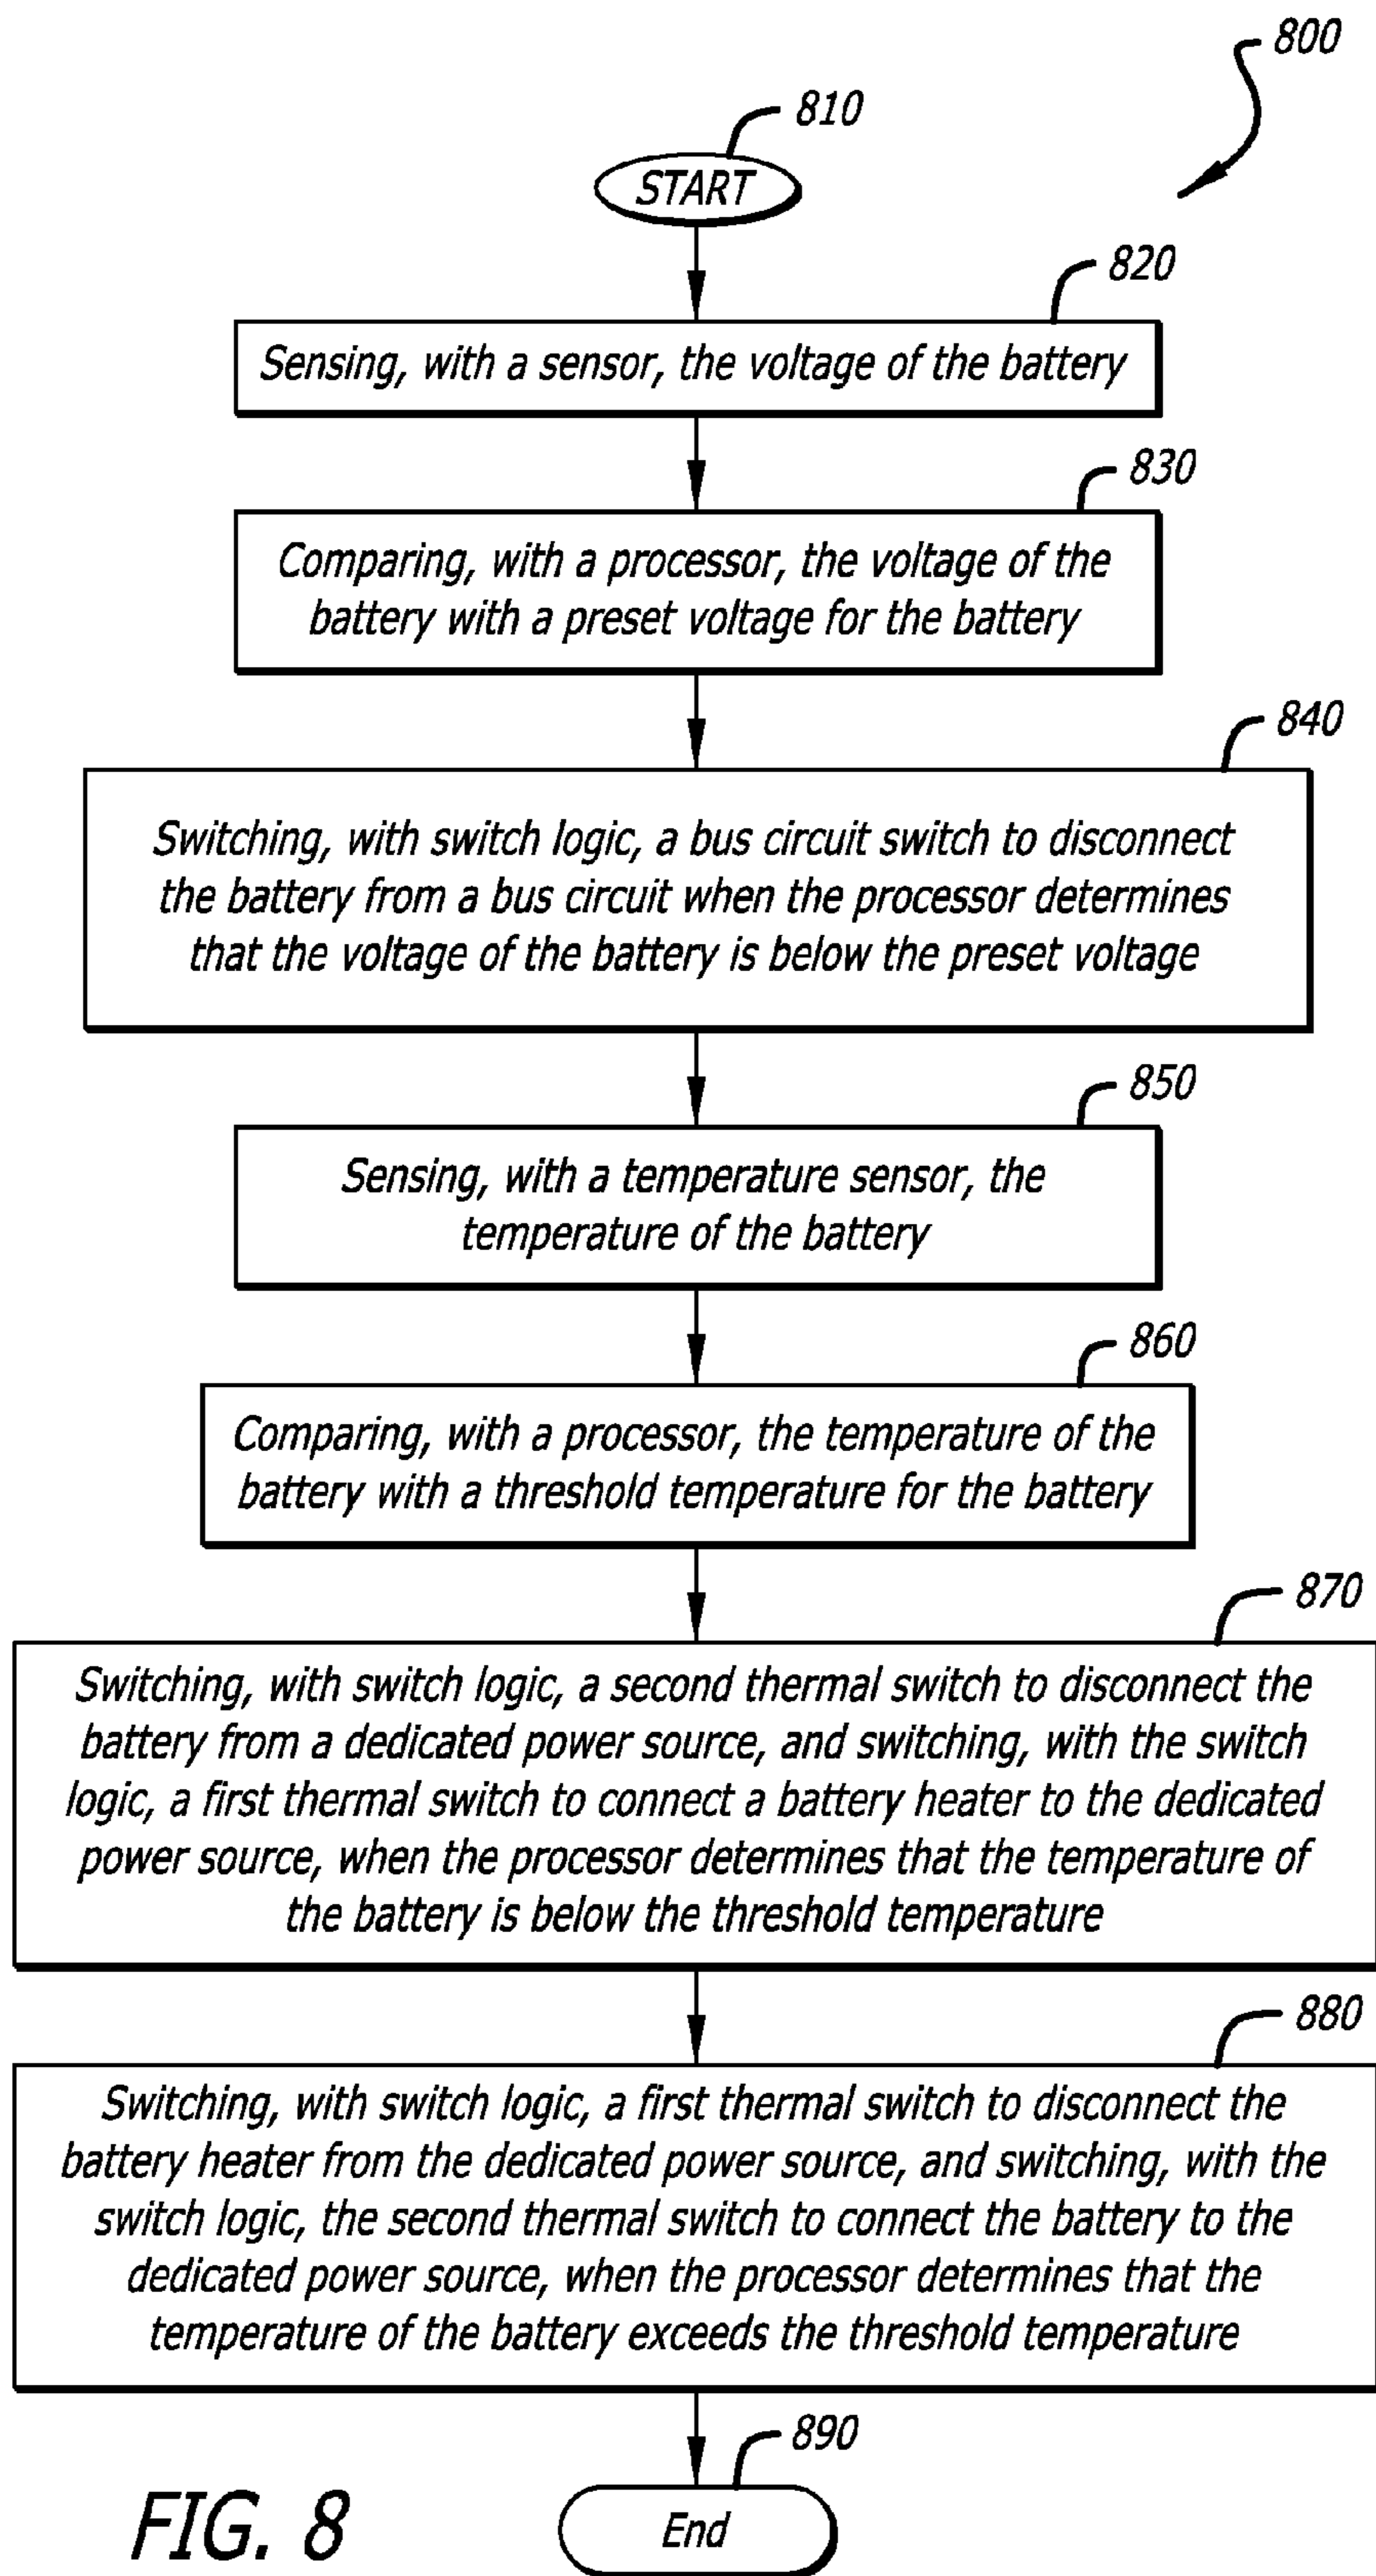 800
810
START
820
Sensing, with a sensor, the voltage of the battery
830
Comparing, with a processor, the voltage of the
battery with a preset voltage for the battery
840
Switching, with switch logic, a bus circuit switch to disconnect
the battery from a bus circuit when the processor determines
that the voltage of the battery is below the preset voltage
850
Sensing, with a temperature sensor, the
temperature of the battery
860
Comparing, with a processor, the temperature of the
battery with a threshold temperature for the battery
870
Switching, with switch logic, a second thermal switch to disconnect the
battery from a dedicated power source, and switching, with the switch
logic, a first thermal switch to connect a battery heater to the dedicated
power source, when the processor determines that the temperature of
the battery is below the threshold temperature
880
Switching, with switch logic, a first thermal switch to disconnect the
battery heater from the dedicated power source, and switching, with the
switch logic, the second thermal switch to connect the battery to the
dedicated power source, when the processor determines that the
temperature of the battery exceeds the threshold temperature
890
End
FIG. 8